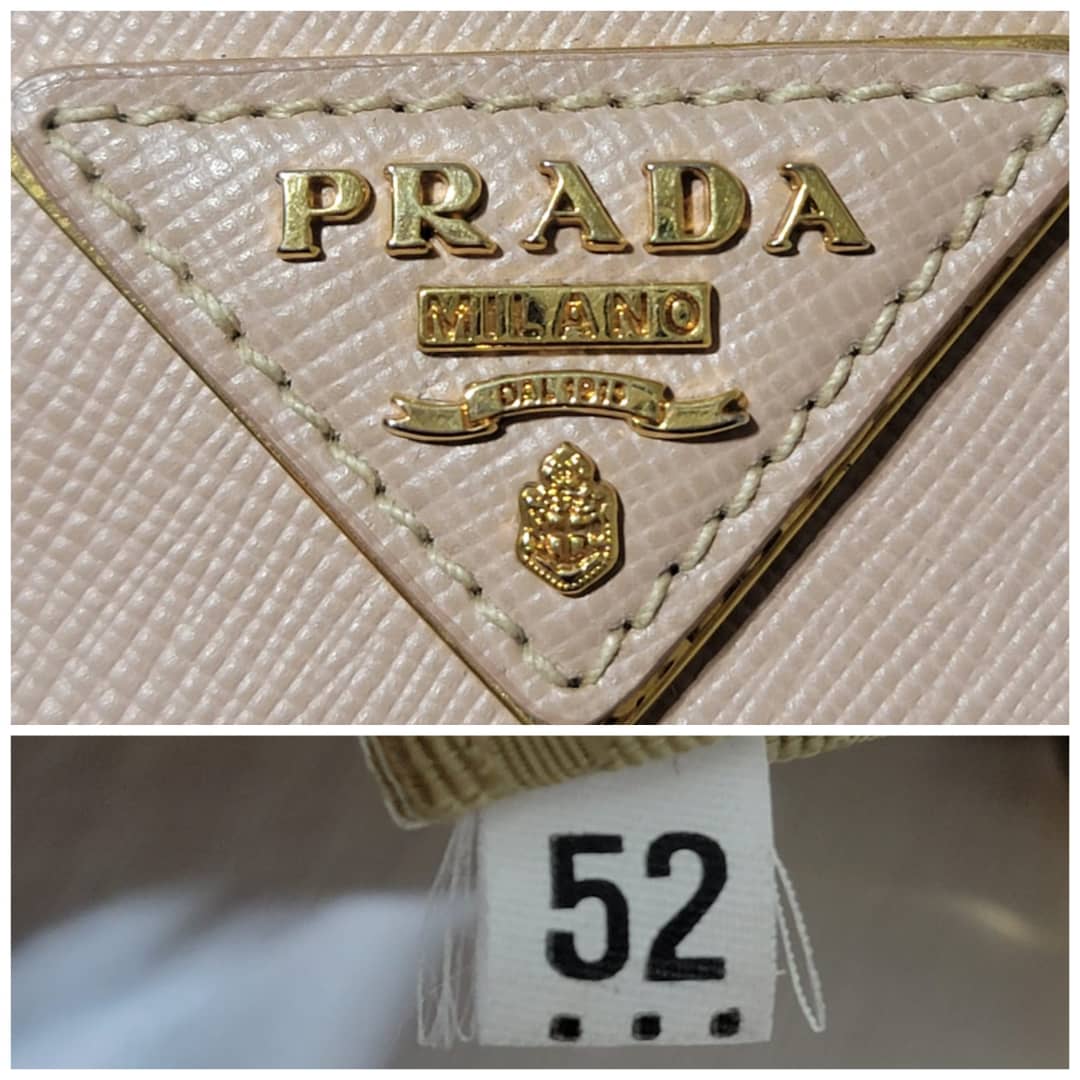 PRADA
MILANO
DAL 1913
52